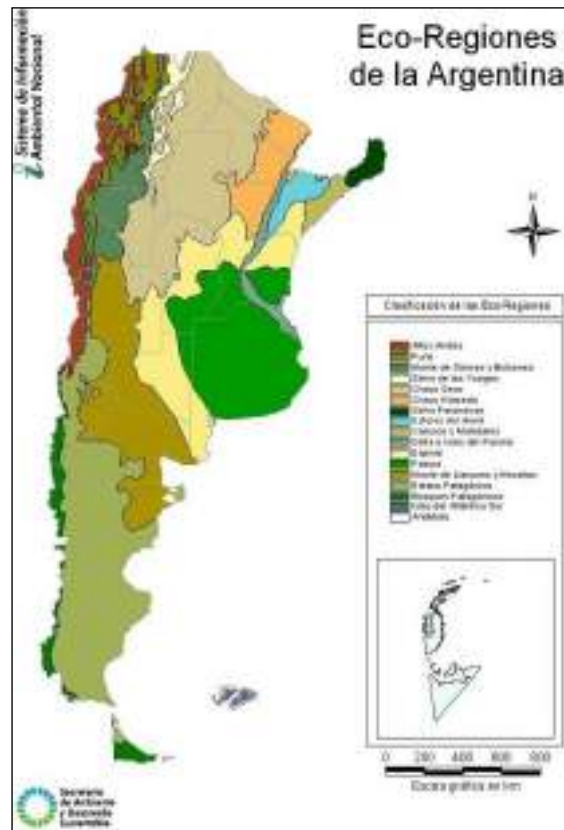 Eco-Regiones
de la Argentina
Sistema de Información
Ambiental Nacional
N
Clasificación de las Eco-Regiones
Altos Andes
Puna
Monte de Sierras y Bolsones
Selva de las Yungas
Chaco Seco
Chaco Húmedo
Selva Paranaense
Esteros del Iberá
Campos y Malezales
Delta e Islas del Paraná
Espinal
Pampa
Monte de Llanuras y Mesetas
Estepa Patagónica
Bosques Patagónicos
Islas del Atlántico Sur
Antártida
0 200 400 600 800
Escala gráfica en km
Secretaría
de Ambiente
y Desarrollo
Sustentable